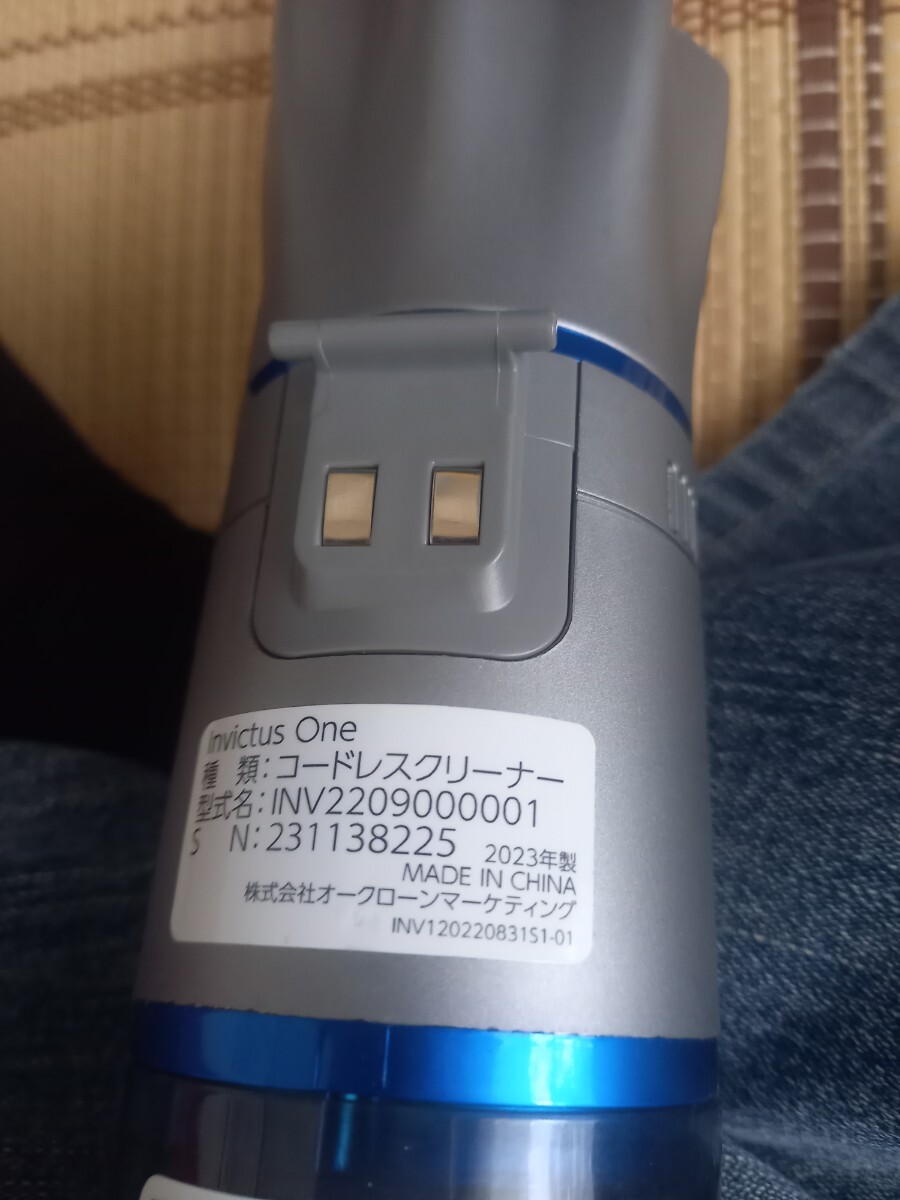 Invictus One
種 類：コードレスクリーナー
型式名：INV2209000001
S N：231138225
2023年製
MADE IN CHINA
株式会社オークローンマーケティング
INV120220831S1-01